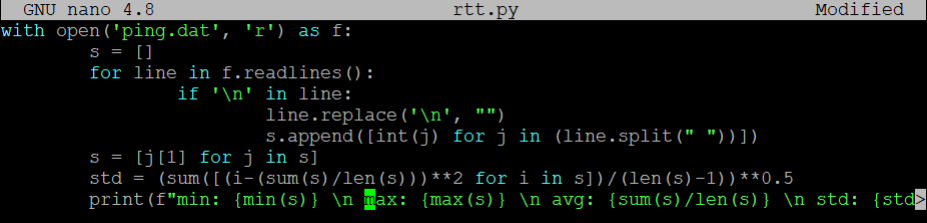 GNU nano 4.8 rtt.py Modified
with open('ping.dat', 'r') as f:
        s = []
        for line in f.readlines():
                if '\n' in line:
                        line.replace('\n', "")
                        s.append([int(j) for j in (line.split(" "))])
        s = [j[1] for j in s]
        std = (sum([(i-(sum(s)/len(s)))**2 for i in s])/(len(s)-1))**0.5
        print(f"min: {min(s)} \n max: {max(s)} \n avg: {sum(s)/len(s)} \n std: {std>